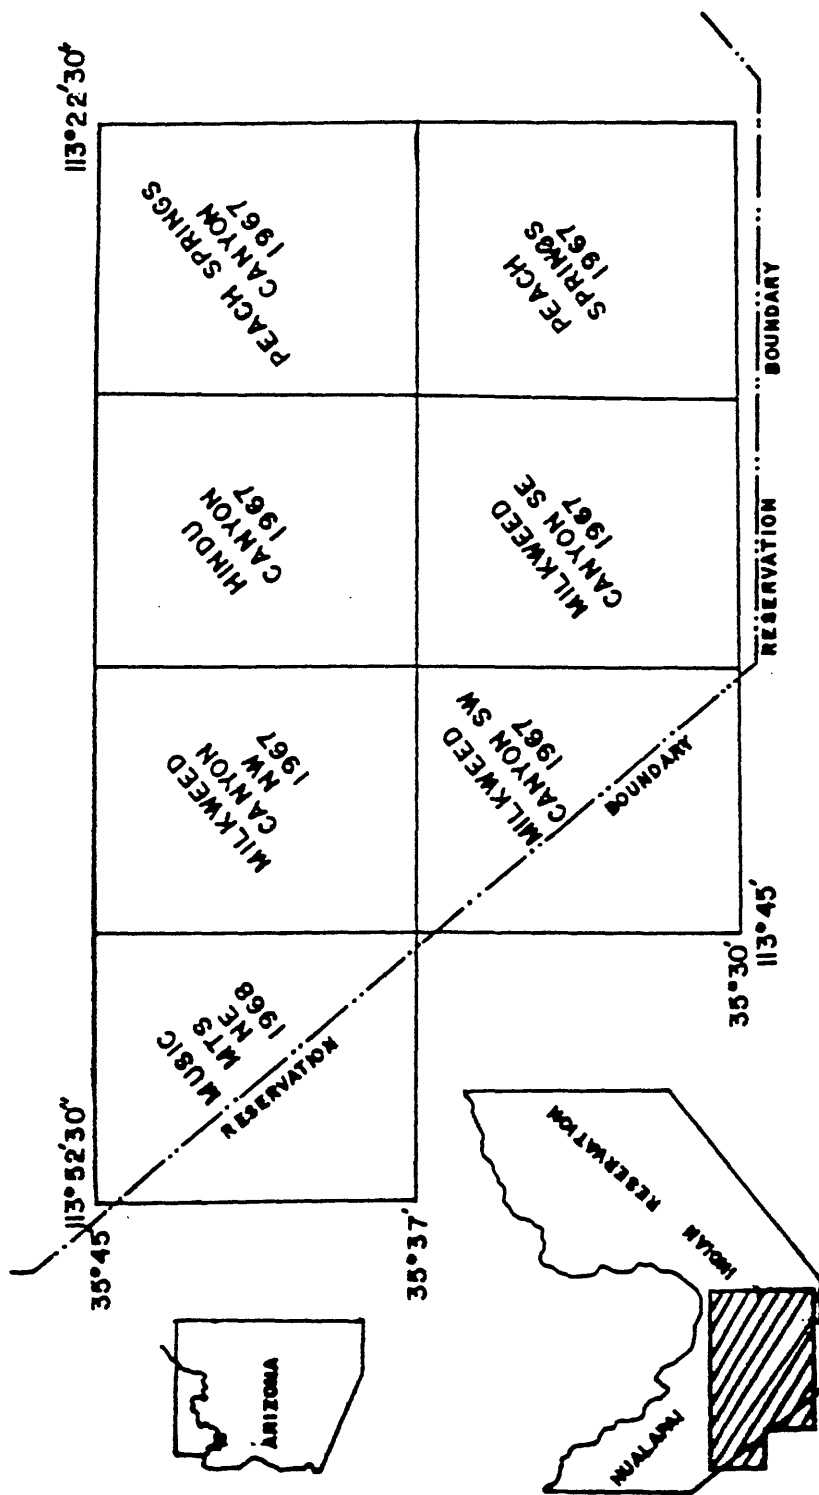 113°52'30"
113°22'30"
35°45'
MUSIC
MTS
NE
1968
MILKWEED
CANYON
NW
1967
HINDU
CANYON
1967
PEACH SPRINGS
CANYON
1967
35°37'
RESERVATION
MILKWEED
CANYON SW
1967
MILKWEED
CANYON SE
1967
PEACH
SPRINGS
1967
BOUNDARY
35°30'
113°45'
RESERVATION
BOUNDARY
ARIZONA
HUALAPAI
INDIAN
RESERVATION